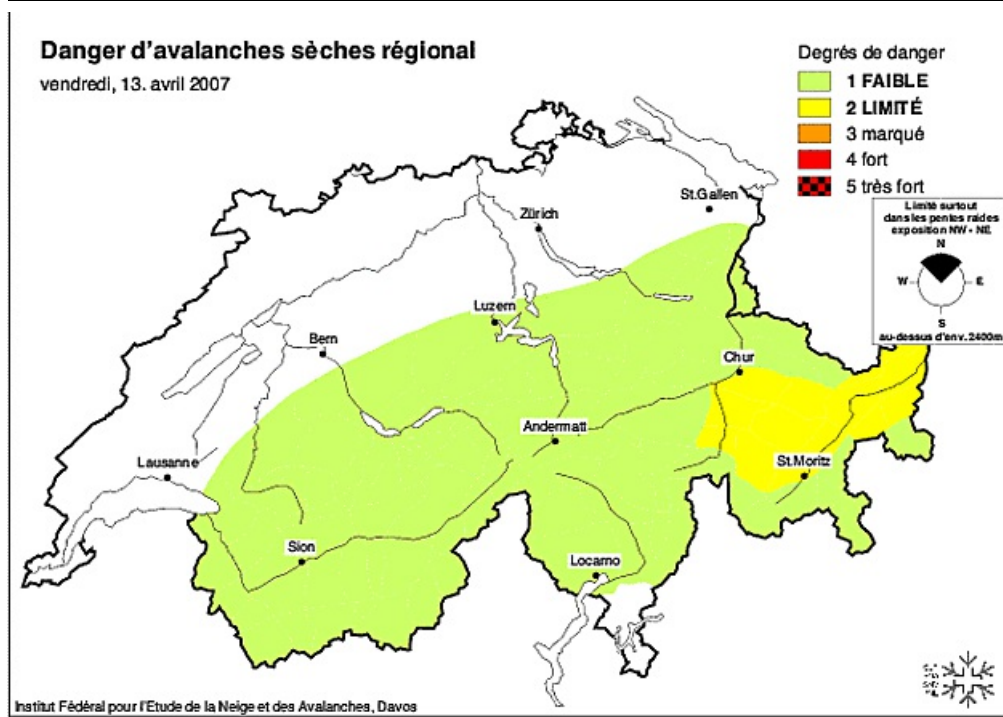 Danger d'avalanches sèches régional
vendredi, 13. avril 2007
Degrés de danger
1 FAIBLE
2 LIMITÉ
3 marqué
4 fort
5 très fort
Limité surtout
dans les pentes raides
exposition NW - NE
N
W
E
S
au-dessus d'env. 2400m
St.Gallen
Zürich
Luzern
Bern
Chur
Andermatt
Lausanne
St.Moritz
Sion
Locarno
Institut Fédéral pour l'Etude de la Neige et des Avalanches, Davos